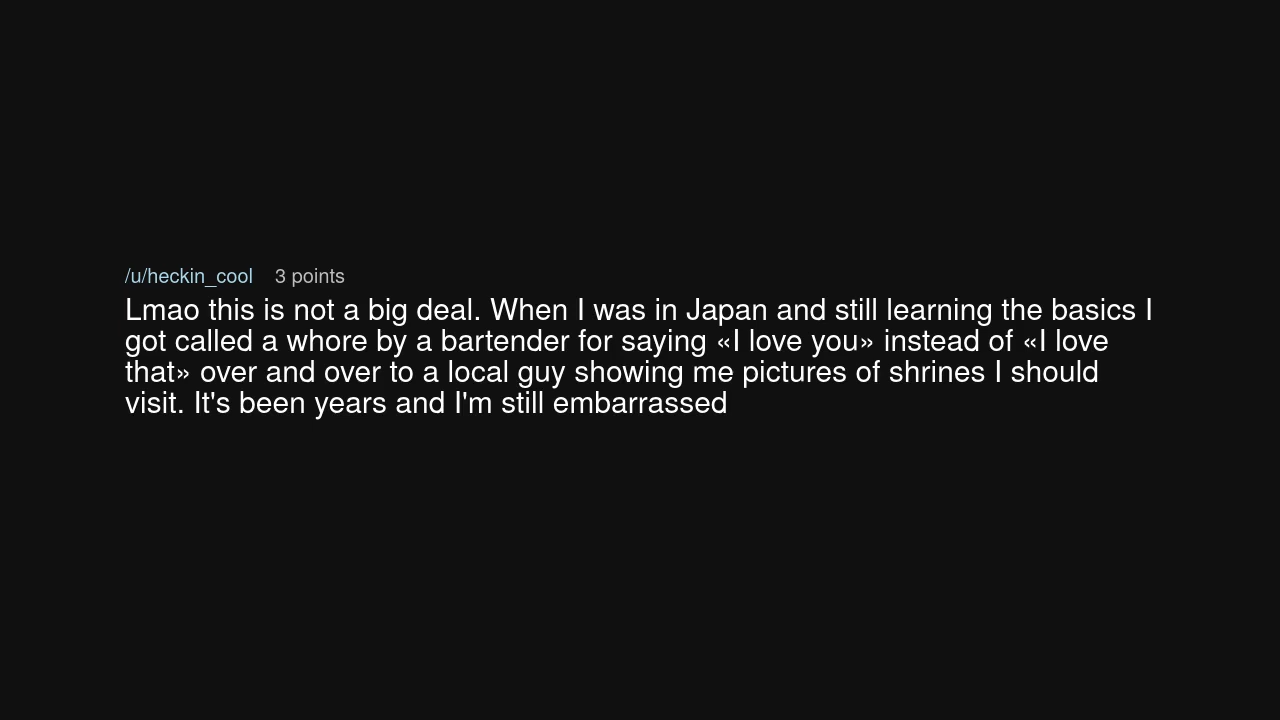 /u/heckin_cool 3 points
Lmao this is not a big deal. When I was in Japan and still learning the basics I
got called a whore by a bartender for saying «I love you» instead of «I love
that» over and over to a local guy showing me pictures of shrines I should
visit. It's been years and I'm still embarrassed